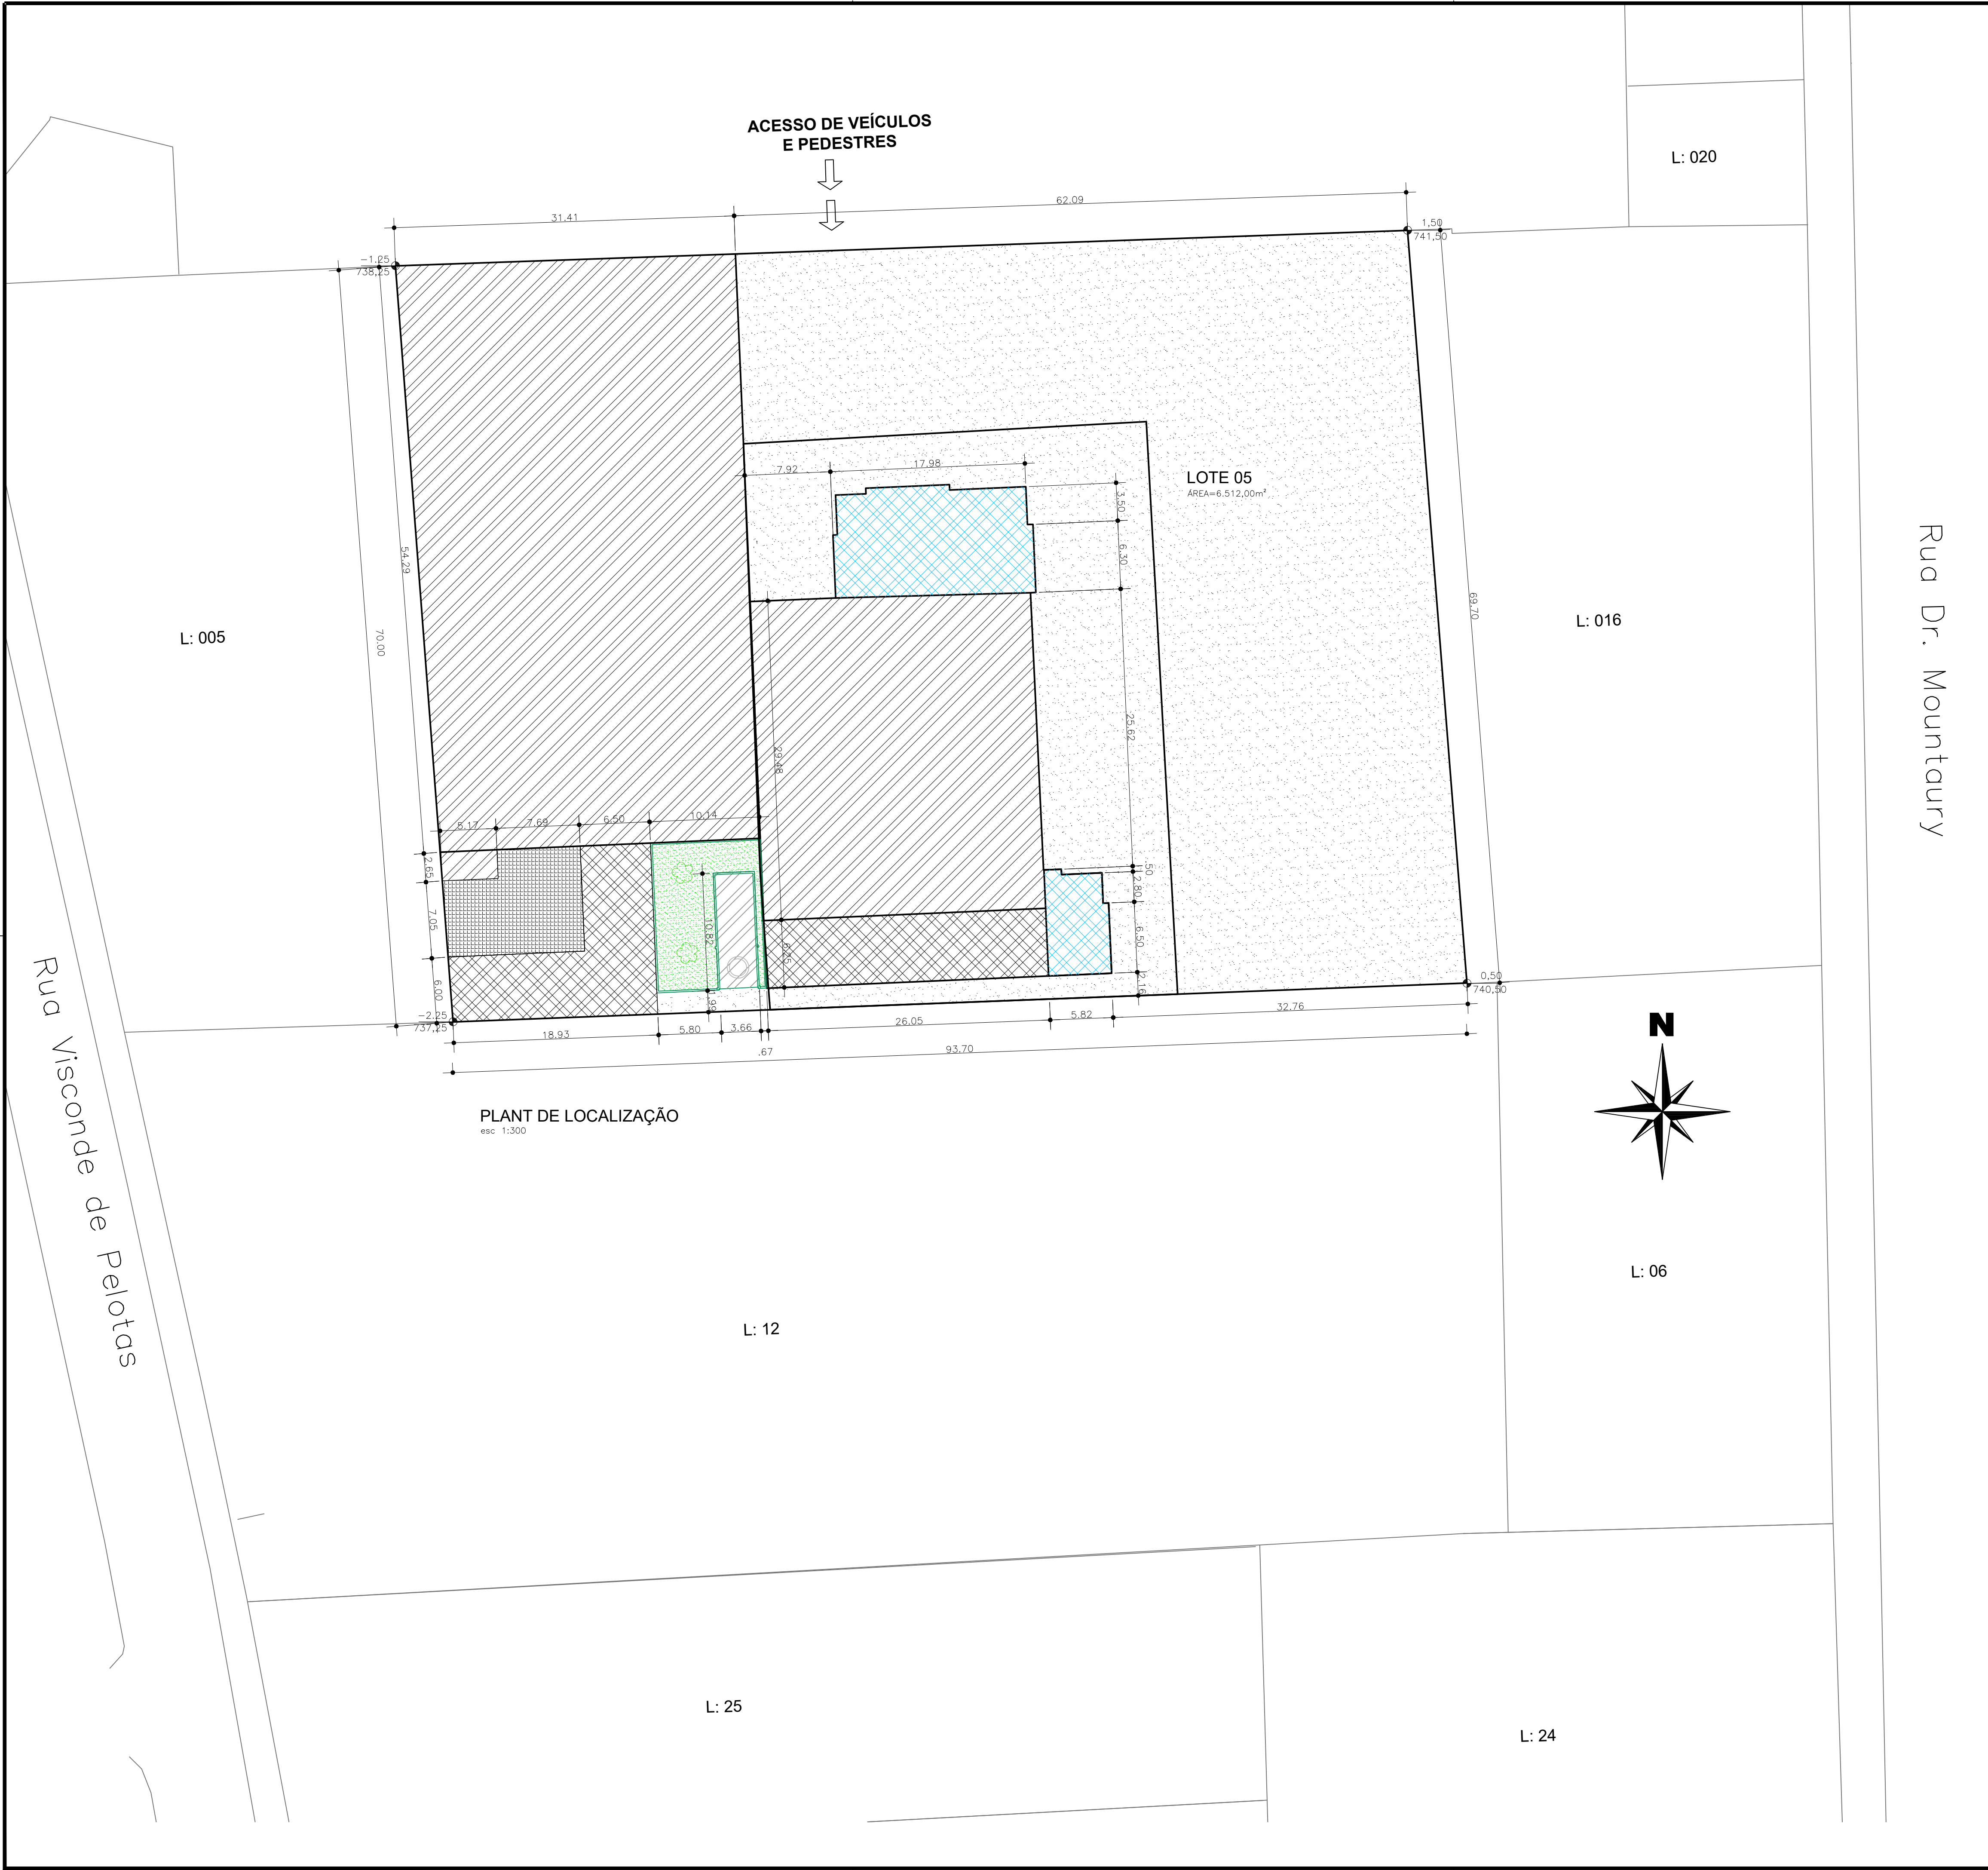 L: 020
ACESSO DE VEÍCULOS
E PEDESTRES
31.41
62.09
1,50
741,50
-1.25
738,25
LOTE 05
ÁREA=6.512,00m²
7.92
17.98
3.50
6.30
54.29
70.00
69.70
L: 005
L: 016
Rua Dr. Mountaury
25.62
29.48
5.17
7.69
6.50
10.14
2.65
7.05
6.00
10.82
1.96
6.25
.50
2.80
6.50
2.16
0,50
740,50
-2.25
737,25
18.93
5.80
3.66
.67
26.05
5.82
32.76
93.70
N
PLANT DE LOCALIZAÇÃO
esc 1:300
Rua Visconde de Pelotas
L: 06
L: 12
L: 25
L: 24